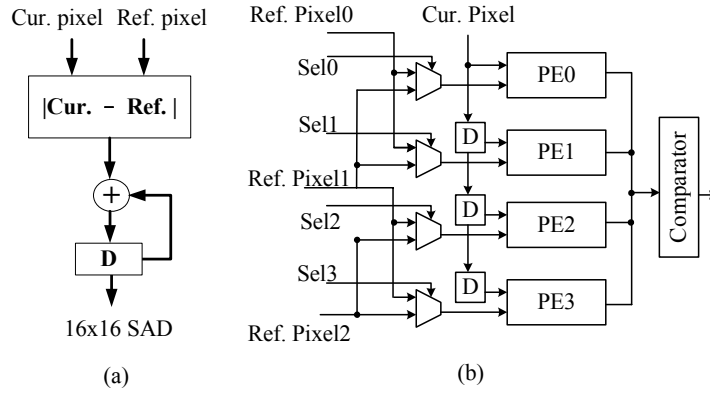 Cur. pixel Ref. pixel
|Cur. - Ref. |
+
D
16x16 SAD
(a)
Ref. Pixel0
Cur. Pixel
Sel0
PE0
Sel1
D
PE1
Ref. Pixel1
D
Sel2
PE2
Sel3
D
PE3
Ref. Pixel2
Comparator
(b)